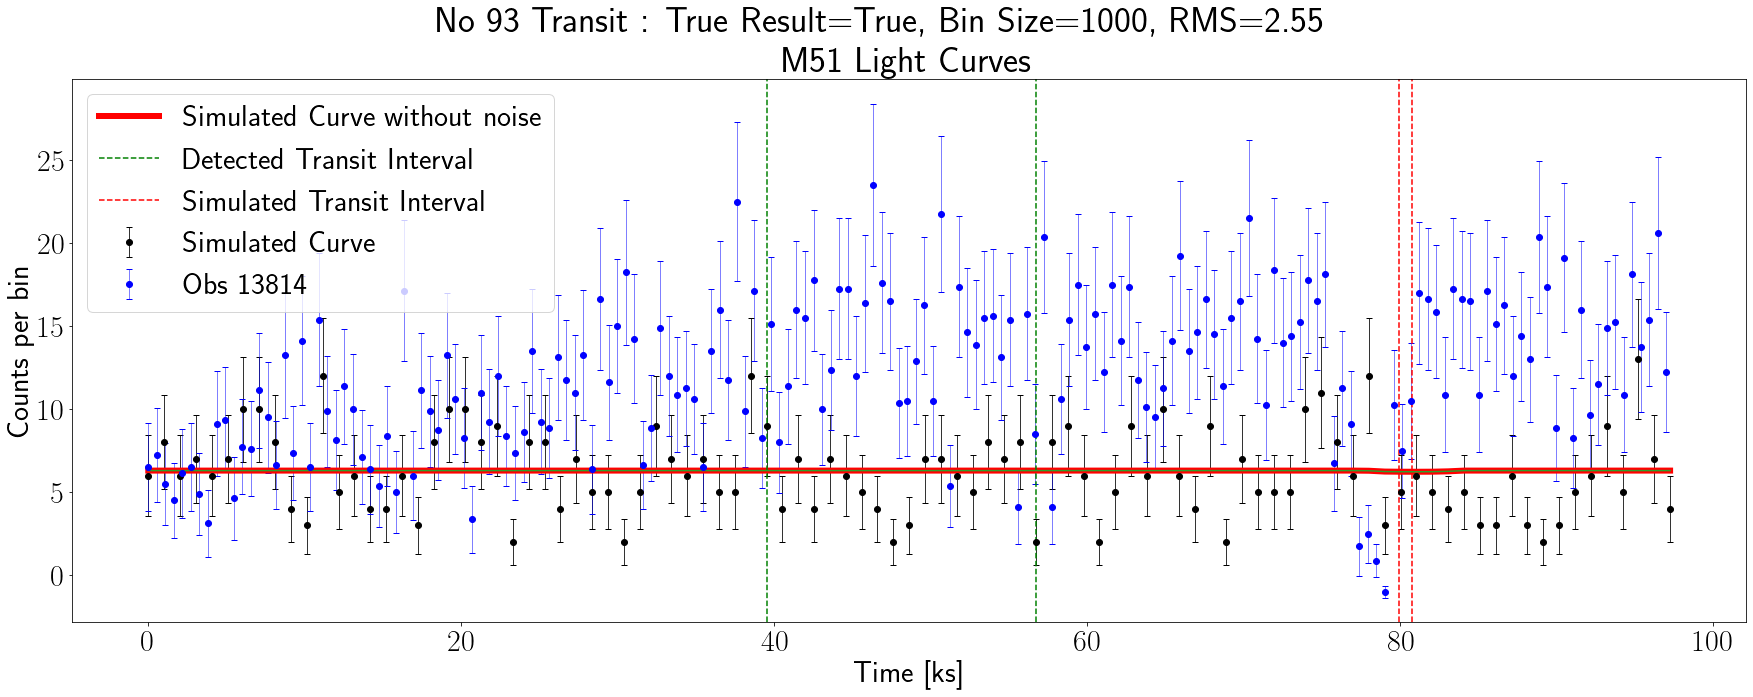 No 93 Transit : True Result=True, Bin Size=1000, RMS=2.55
M51 Light Curves
Simulated Curve without noise
Detected Transit Interval
Simulated Transit Interval
Simulated Curve
Obs 13814
Counts per bin
25
20
15
10
5
0
0 20 40 60 80 100
Time [ks]